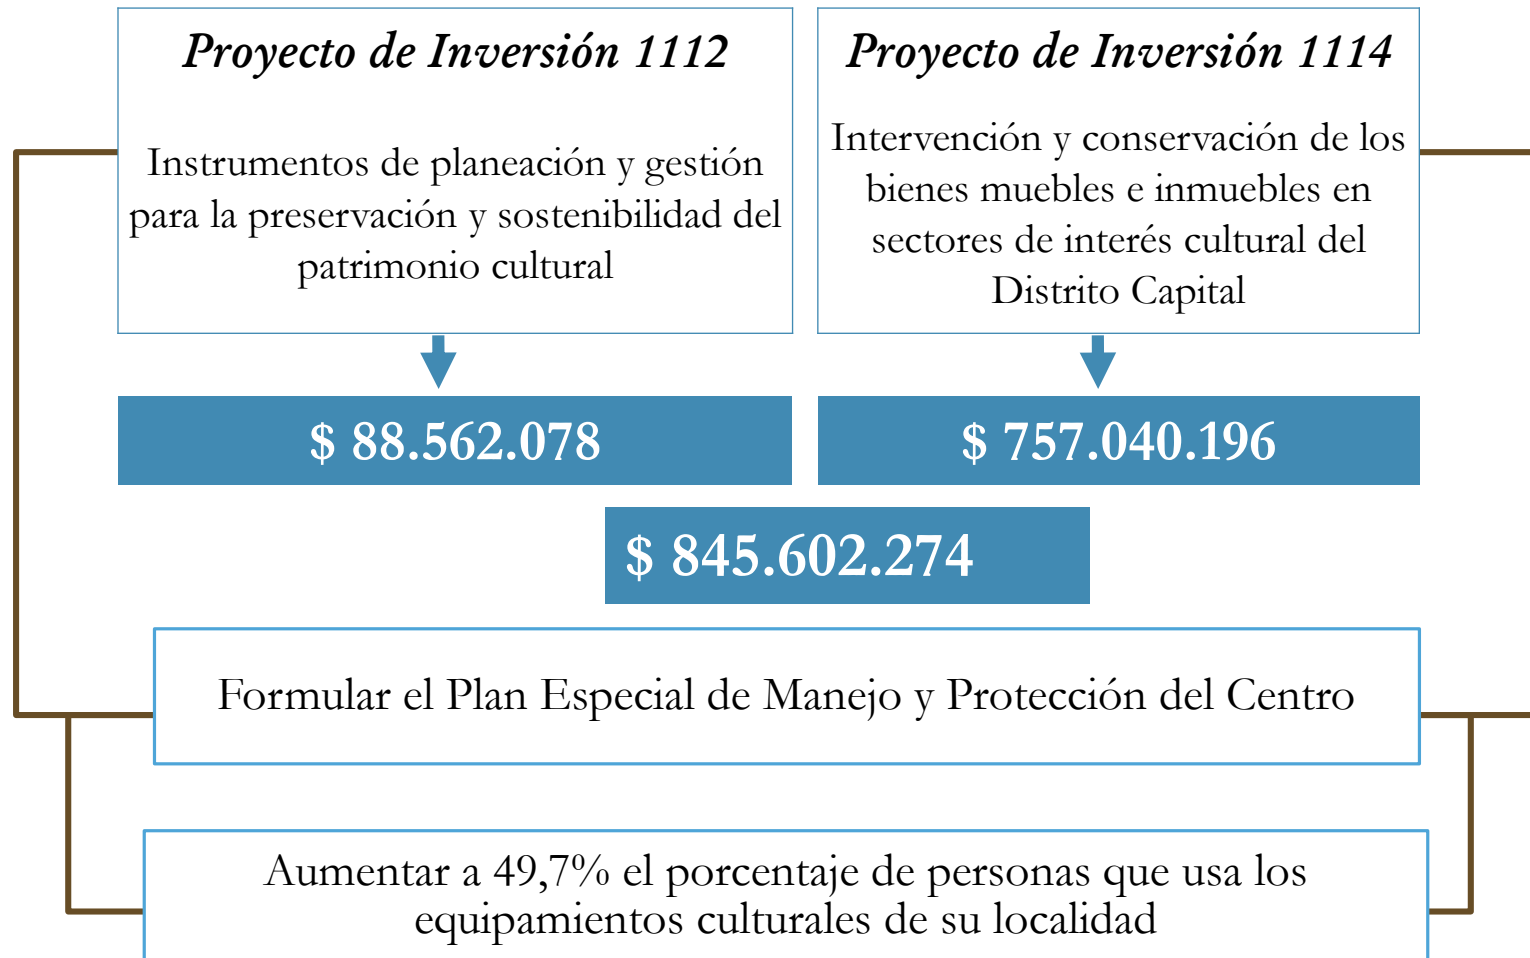 Proyecto de Inversión 1112
Instrumentos de planeación y gestión
para la preservación y sostenibilidad del
patrimonio cultural
Proyecto de Inversión 1114
Intervención y conservación de los
bienes muebles e inmuebles en
sectores de interés cultural del
Distrito Capital
$ 88.562.078
$ 757.040.196
$ 845.602.274
Formular el Plan Especial de Manejo y Protección del Centro
Aumentar a 49,7% el porcentaje de personas que usa los
equipamientos culturales de su localidad